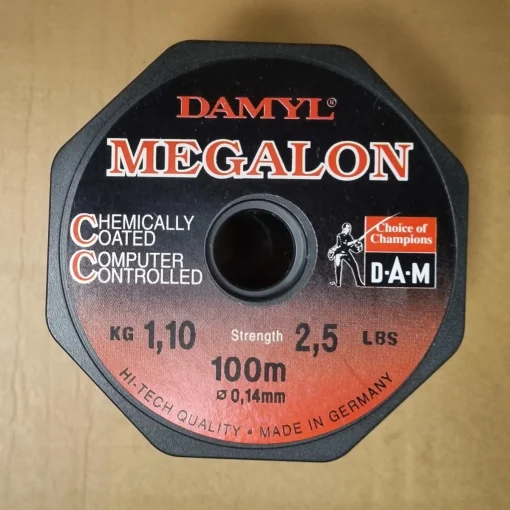 DAMYL®
MEGALON
CHEMICALLY
COATED
COMPUTER
CONTROLLED
Choice of
Champions
D·A·M
KG 1,10 Strength 2,5 LBS
100m
Ø 0,14mm
HI-TECH QUALITY • MADE IN GERMANY